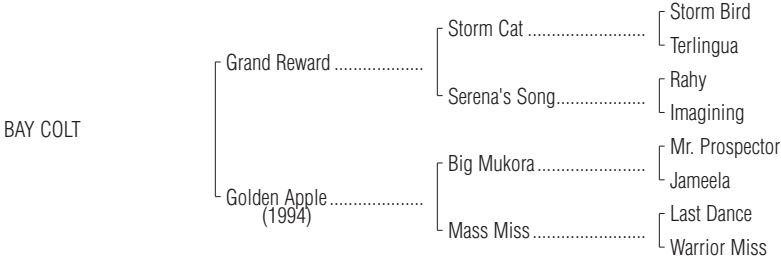 Storm Bird
Storm Cat ..........................
Terlingua
Grand Reward ...................
Rahy
Serena's Song...................
Imagining
BAY COLT
Mr. Prospector
Big Mukora.......................
Jameela
Golden Apple....................
(1994)
Last Dance
Mass Miss........................
Warrior Miss